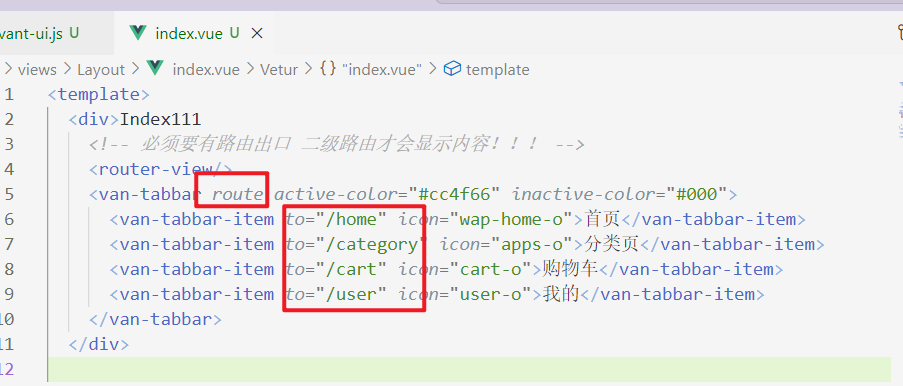 vant-ui.js U index.vue U ×
> views > Layout > index.vue > Vetur > {} "index.vue" > template
1 <template>
2 <div>Index111
3 <!-- 必须要有路由出口 二级路由才会显示内容！！！ -->
4 <router-view/>
5 <van-tabbar route active-color="#cc4f66" inactive-color="#000">
6 <van-tabbar-item to="/home" icon="wap-home-o">首页</van-tabbar-item>
7 <van-tabbar-item to="/category" icon="apps-o">分类页</van-tabbar-item>
8 <van-tabbar-item to="/cart" icon="cart-o">购物车</van-tabbar-item>
9 <van-tabbar-item to="/user" icon="user-o">我的</van-tabbar-item>
10 </van-tabbar>
11 </div>
12